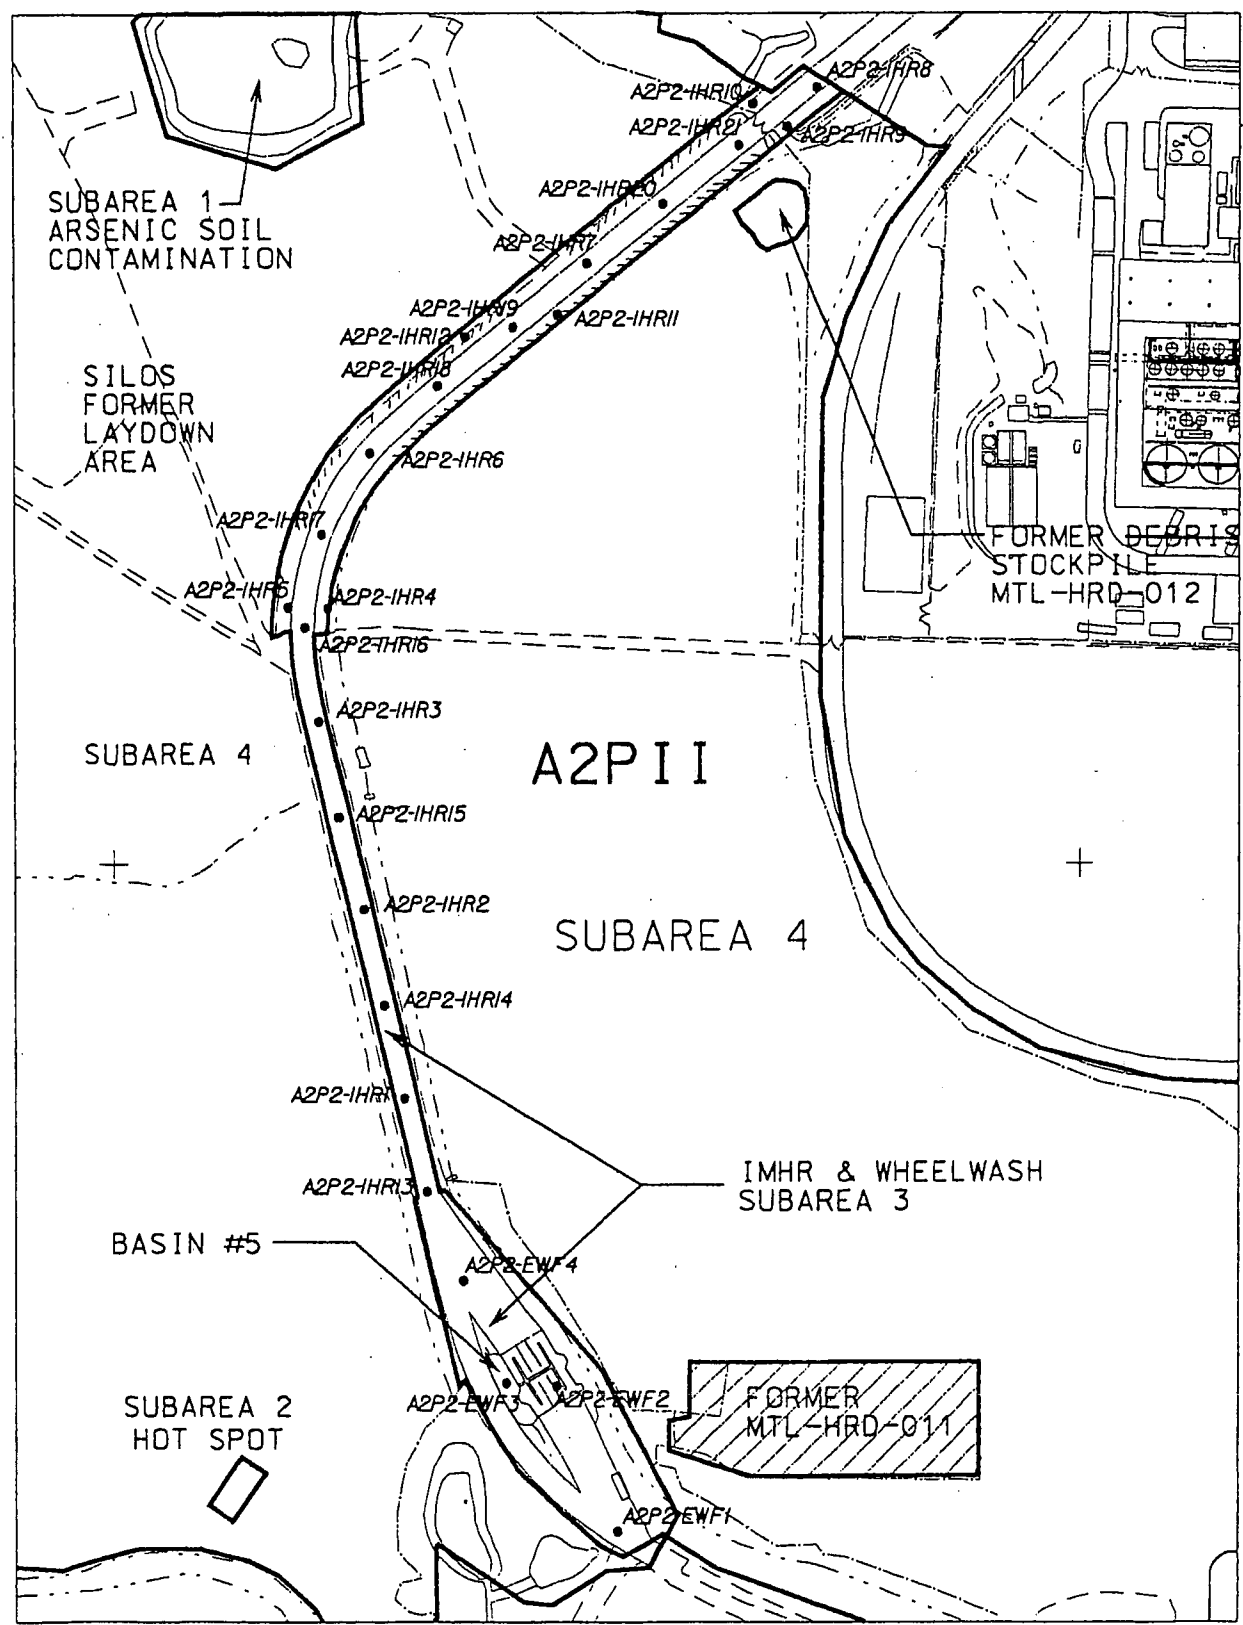 A2P2-IHR8
A2P2-IHR10
A2P2-IHR21
A2P2-IHR9
SUBAREA 1
ARSENIC SOIL
CONTAMINATION
A2P2-IHR20
A2P2-IHR7
A2P2-IHR19
A2P2-IHR11
A2P2-IHR12
A2P2-IHR18
SILOS
FORMER
LAYDOWN
AREA
A2P2-IHR6
A2P2-IHR17
FORMER DEBRIS
STOCKPILE
MTL-HRD-012
A2P2-IHR5
A2P2-IHR4
A2P2-IHR16
A2P2-IHR3
SUBAREA 4
A2PII
A2P2-IHR15
A2P2-IHR2
SUBAREA 4
A2P2-IHR14
A2P2-IHR1
IMHR & WHEELWASH
SUBAREA 3
A2P2-IHR13
BASIN #5
A2P2-EWF4
A2P2-EWF3
A2P2-EWF2
FORMER
MTL-HRD-011
SUBAREA 2
HOT SPOT
A2P2-EWF1